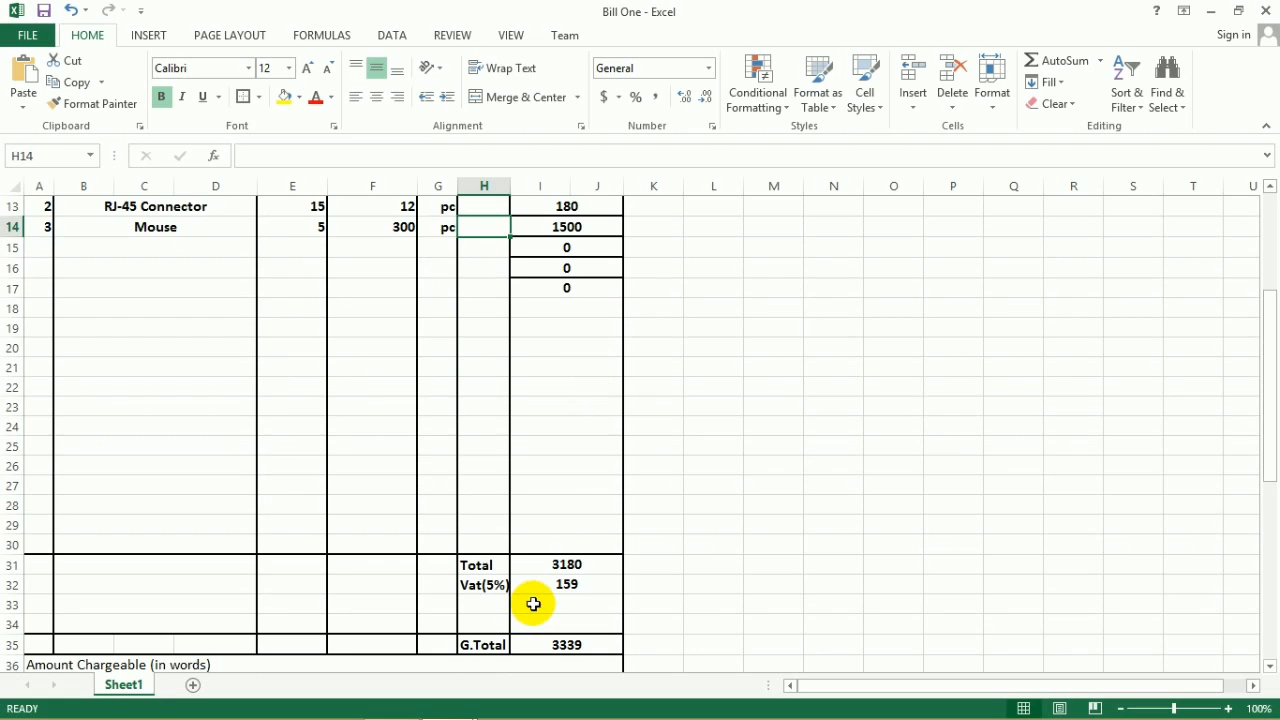 Bill One - Excel
?
FILE HOME INSERT PAGE LAYOUT FORMULAS DATA REVIEW VIEW Team Sign in
Paste Cut Copy Format Painter
Clipboard
Calibri 12
B I U A
Font
Wrap Text
Merge & Center
Alignment
General
$ % ,
Number
Conditional Formatting Format as Table Cell Styles
Styles
Insert Delete Format
Cells
AutoSum Fill Clear Sort & Filter Find & Select
Editing
H14 fx
A B C D E F G H I J K L M N O P Q R S T U
13 2 RJ-45 Connector 15 12 pc 180
14 3 Mouse 5 300 pc 1500
15 0
16 0
17 0
18
19
20
21
22
23
24
25
26
27
28
29
30
31 Total 3180
32 Vat(5%) 159
33
34
35 G.Total 3339
36 Amount Chargeable (in words)
Sheet1
READY 100%